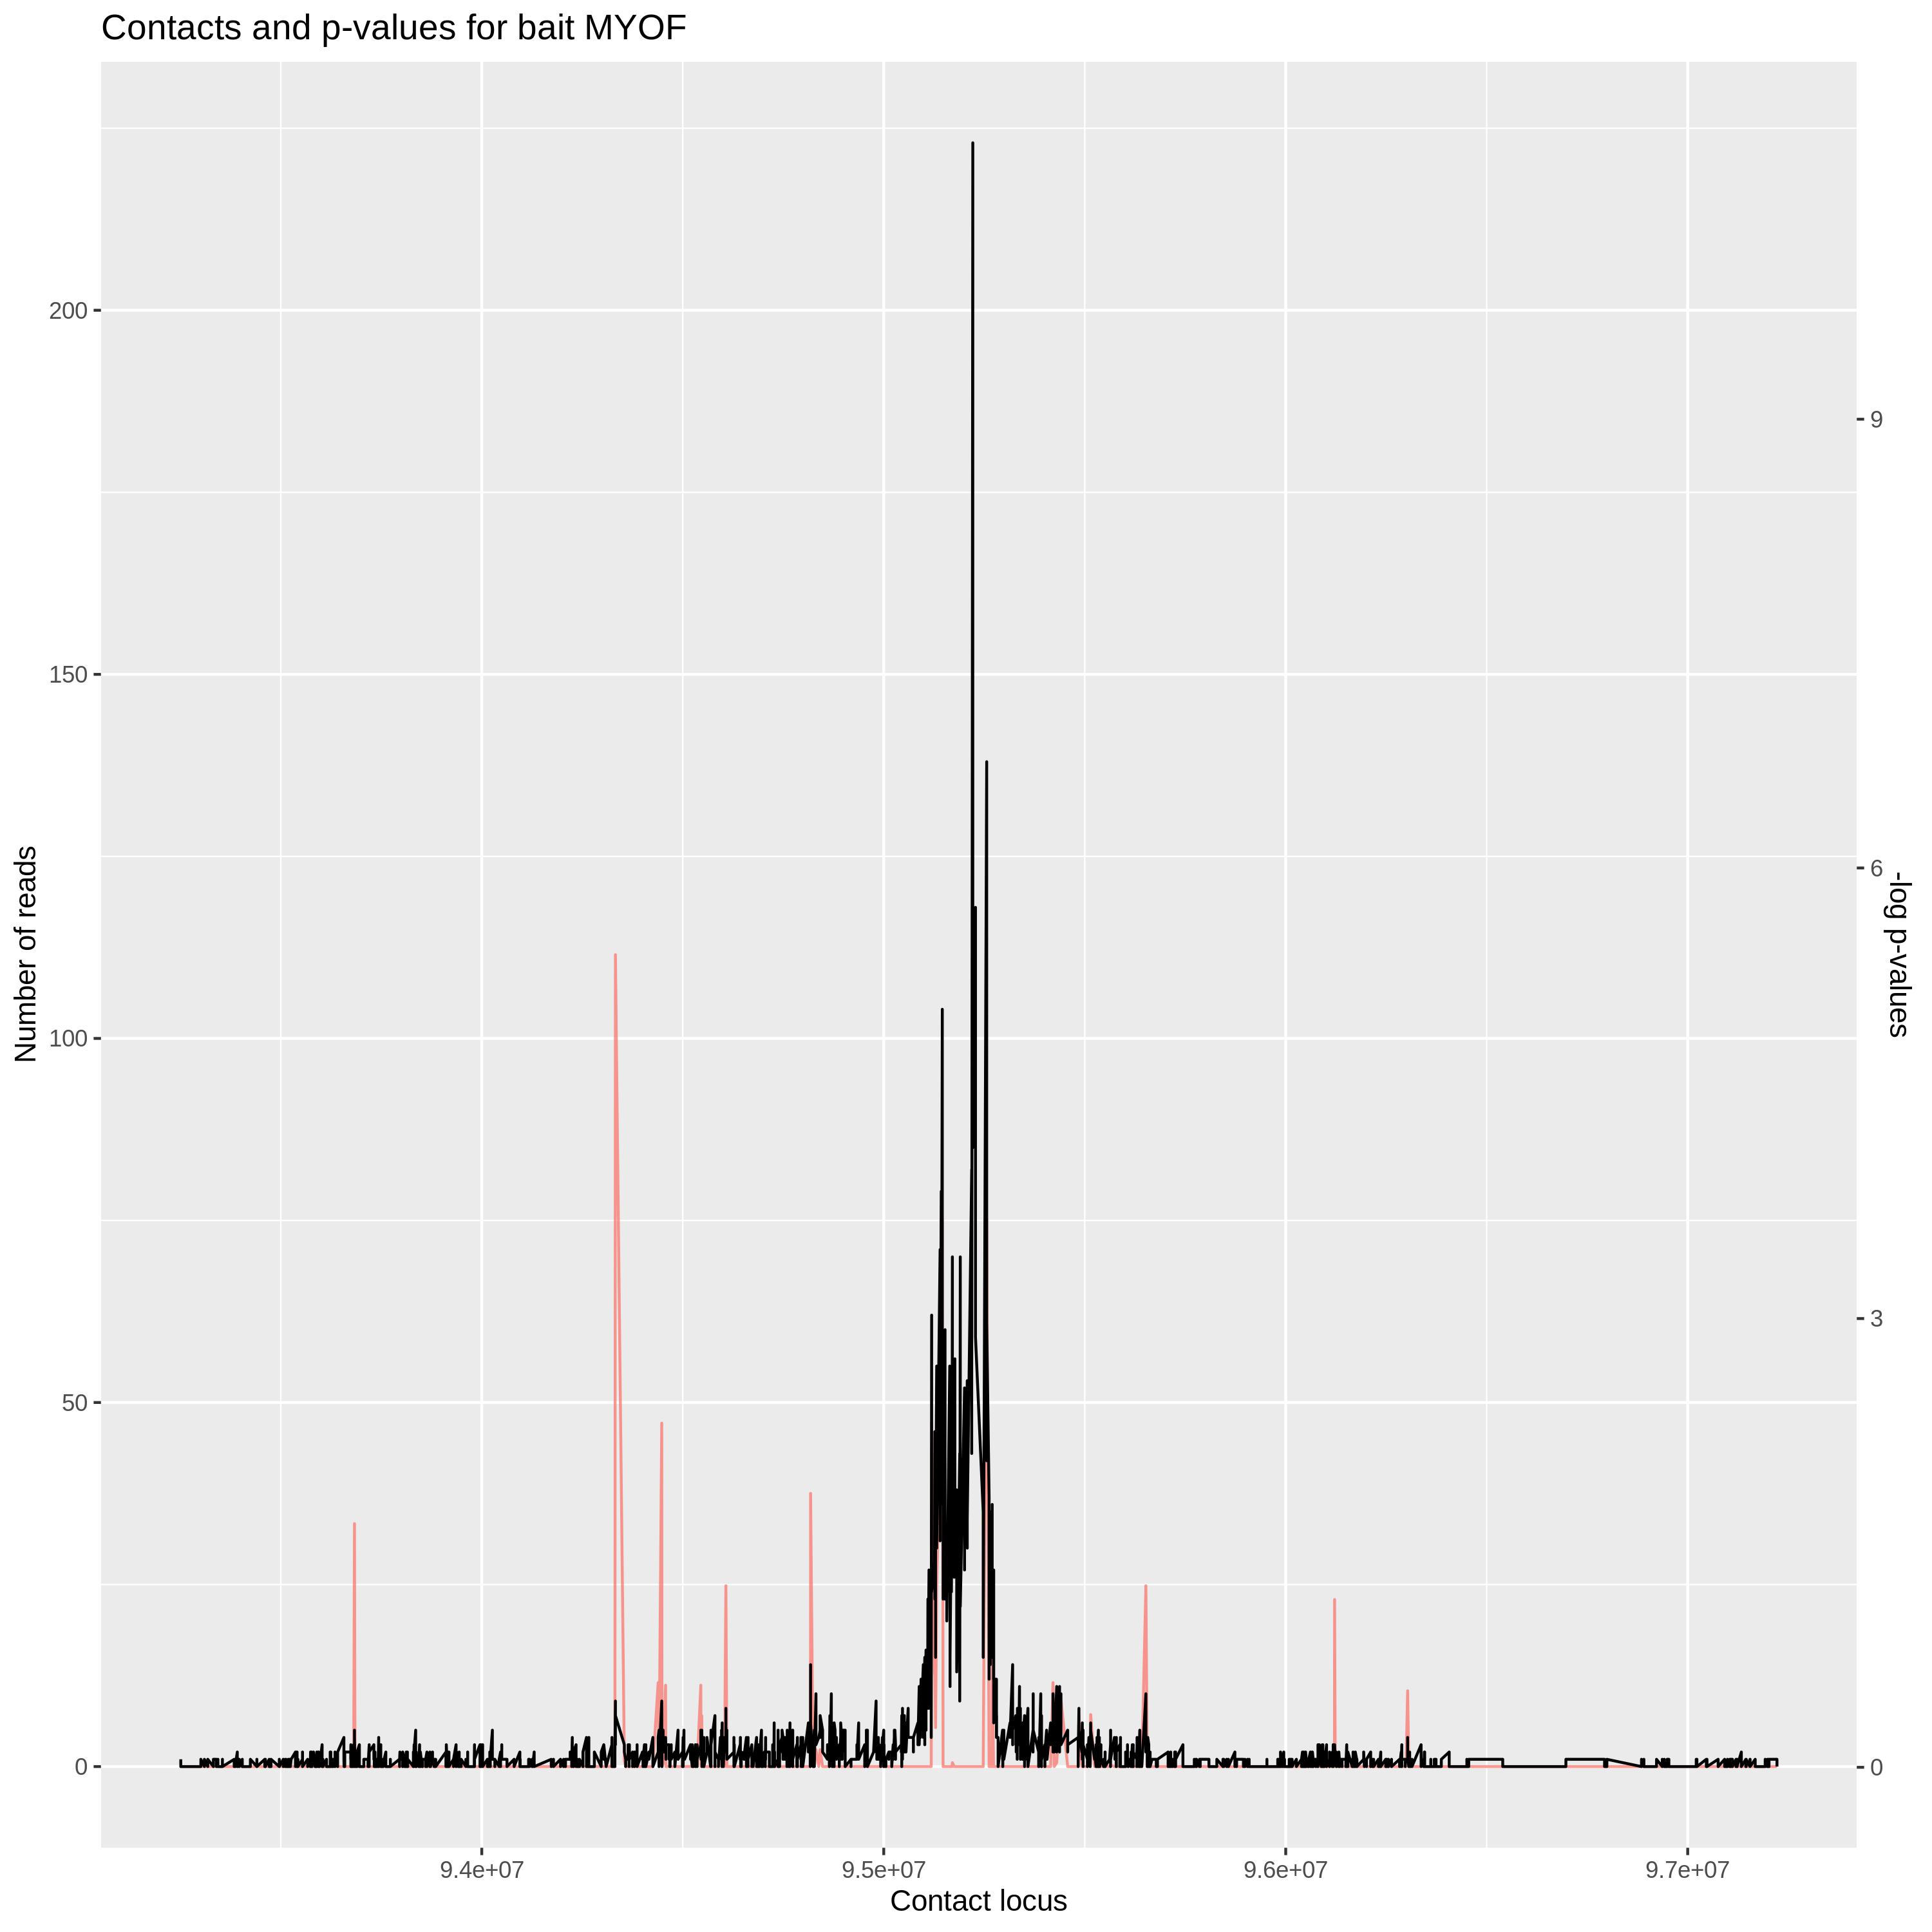 Contacts and p-values for bait MYOF
200
150
100
50
0
Number of reads
9
6
3
0
-log p-values
9.4e+07
9.5e+07
9.6e+07
9.7e+07
Contact locus